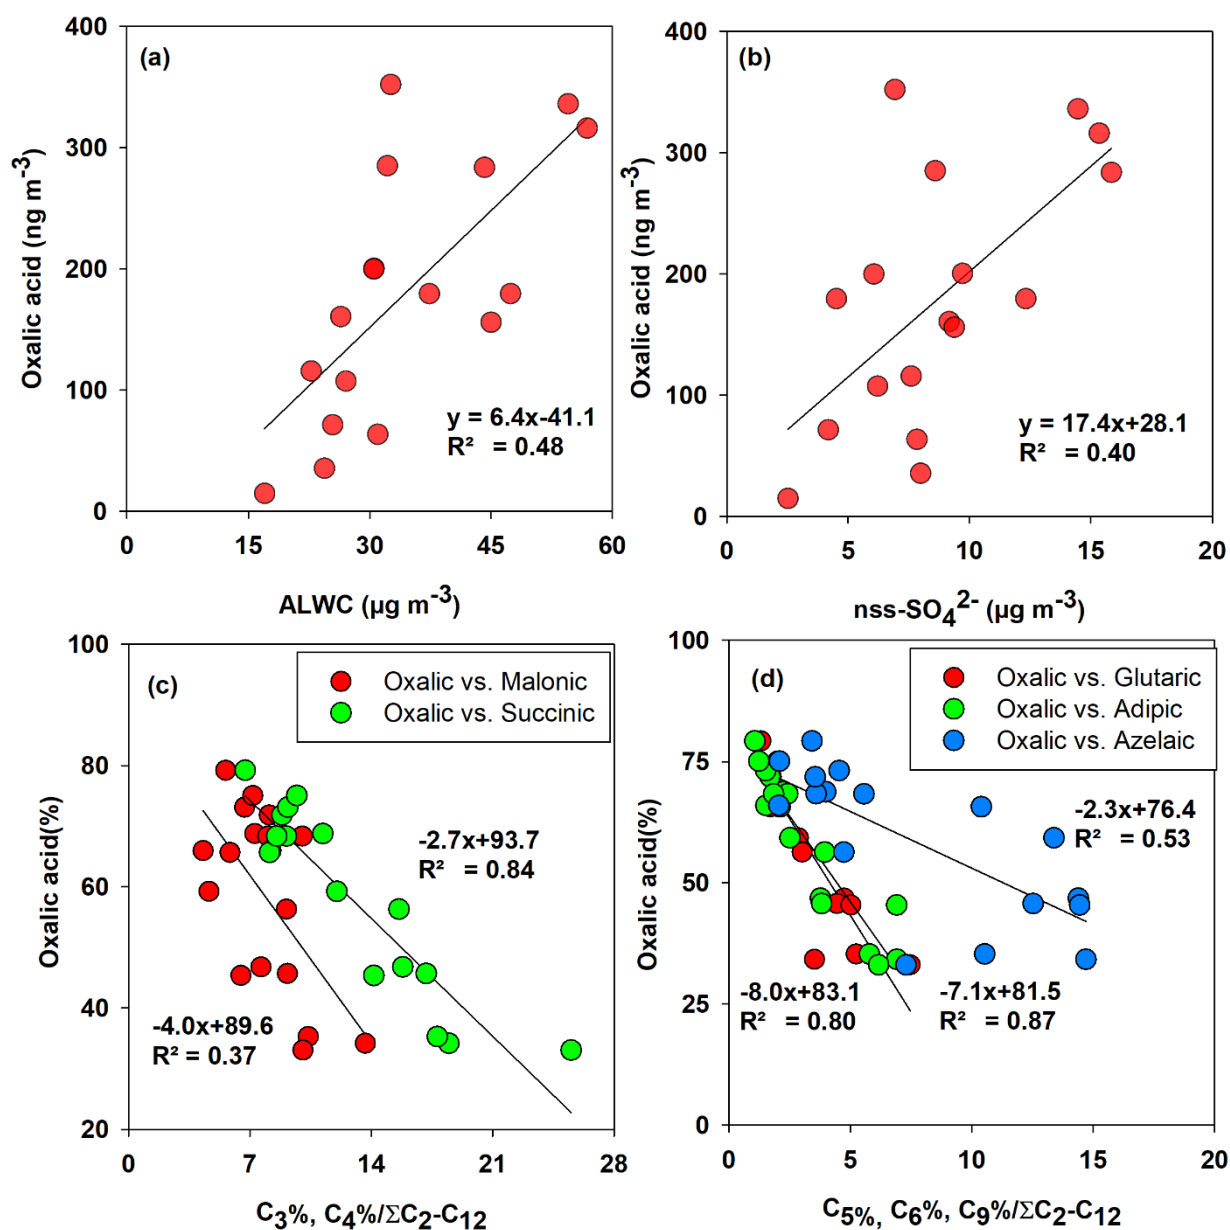 (a)
400
300
200
100
0
Oxalic acid (ng m-3)
y = 6.4x-41.1
R² = 0.48
0 15 30 45 60
ALWC (µg m-3)
(b)
400
300
200
100
0
Oxalic acid (ng m-3)
y = 17.4x+28.1
R² = 0.40
0 5 10 15 20
nss-SO42- (µg m-3)
(c)
Oxalic vs. Malonic
Oxalic vs. Succinic
100
80
60
40
20
Oxalic acid(%)
-2.7x+93.7
R² = 0.84
-4.0x+89.6
R² = 0.37
0 7 14 21 28
C3%, C4%/ΣC2-C12
(d)
Oxalic vs. Glutaric
Oxalic vs. Adipic
Oxalic vs. Azelaic
100
75
50
25
0
Oxalic acid(%)
-2.3x+76.4
R² = 0.53
-8.0x+83.1
R² = 0.80
-7.1x+81.5
R² = 0.87
0 5 10 15 20
C5%, C6%, C9%/ΣC2-C12